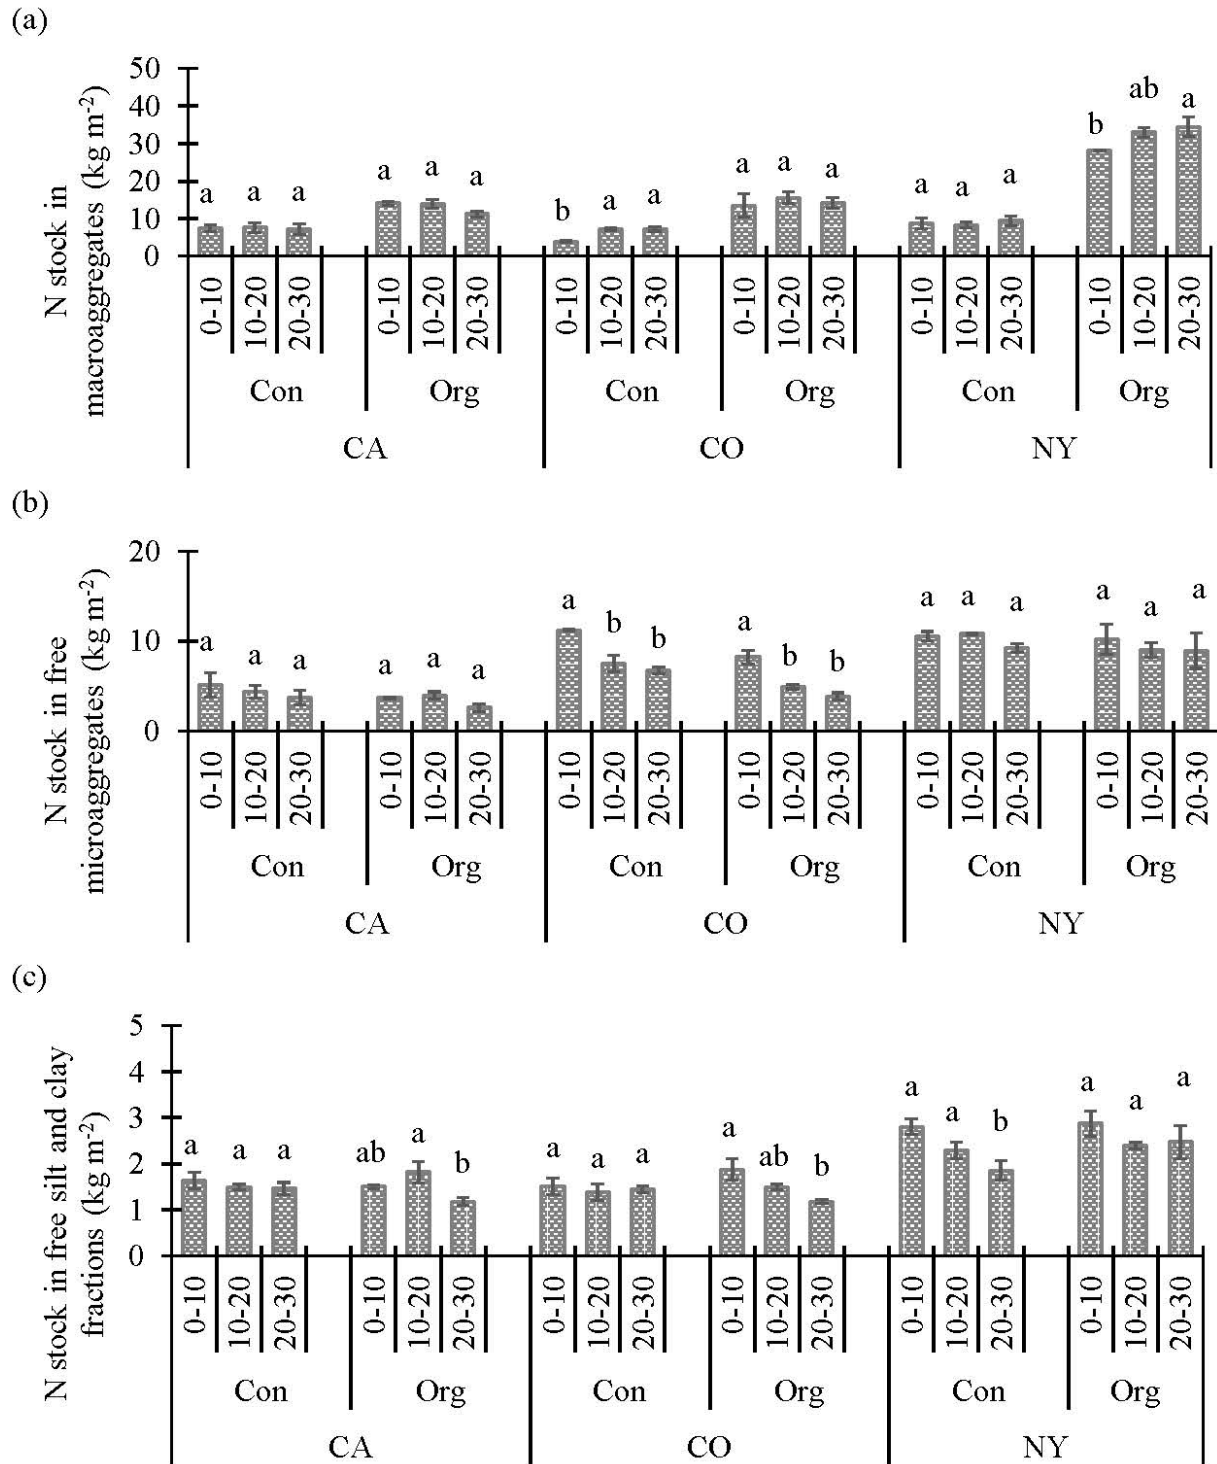 (a)
N stock in
macroaggregates (kg m⁻²)
50
40
30
20
10
0
a a a a a a b a a a a a a a a b ab a
0-10 10-20 20-30 0-10 10-20 20-30 0-10 10-20 20-30 0-10 10-20 20-30 0-10 10-20 20-30 0-10 10-20 20-30
Con Org Con Org Con Org
CA CO NY
(b)
N stock in free
microaggregates (kg m⁻²)
20
10
0
a a a a a a a b b a b b a a a a a a
0-10 10-20 20-30 0-10 10-20 20-30 0-10 10-20 20-30 0-10 10-20 20-30 0-10 10-20 20-30 0-10 10-20 20-30
Con Org Con Org Con Org
CA CO NY
(c)
N stock in free silt and clay
fractions (kg m⁻²)
5
4
3
2
1
0
a a a ab a b a a a a ab b a a b a a a
0-10 10-20 20-30 0-10 10-20 20-30 0-10 10-20 20-30 0-10 10-20 20-30 0-10 10-20 20-30 0-10 10-20 20-30
Con Org Con Org Con Org
CA CO NY